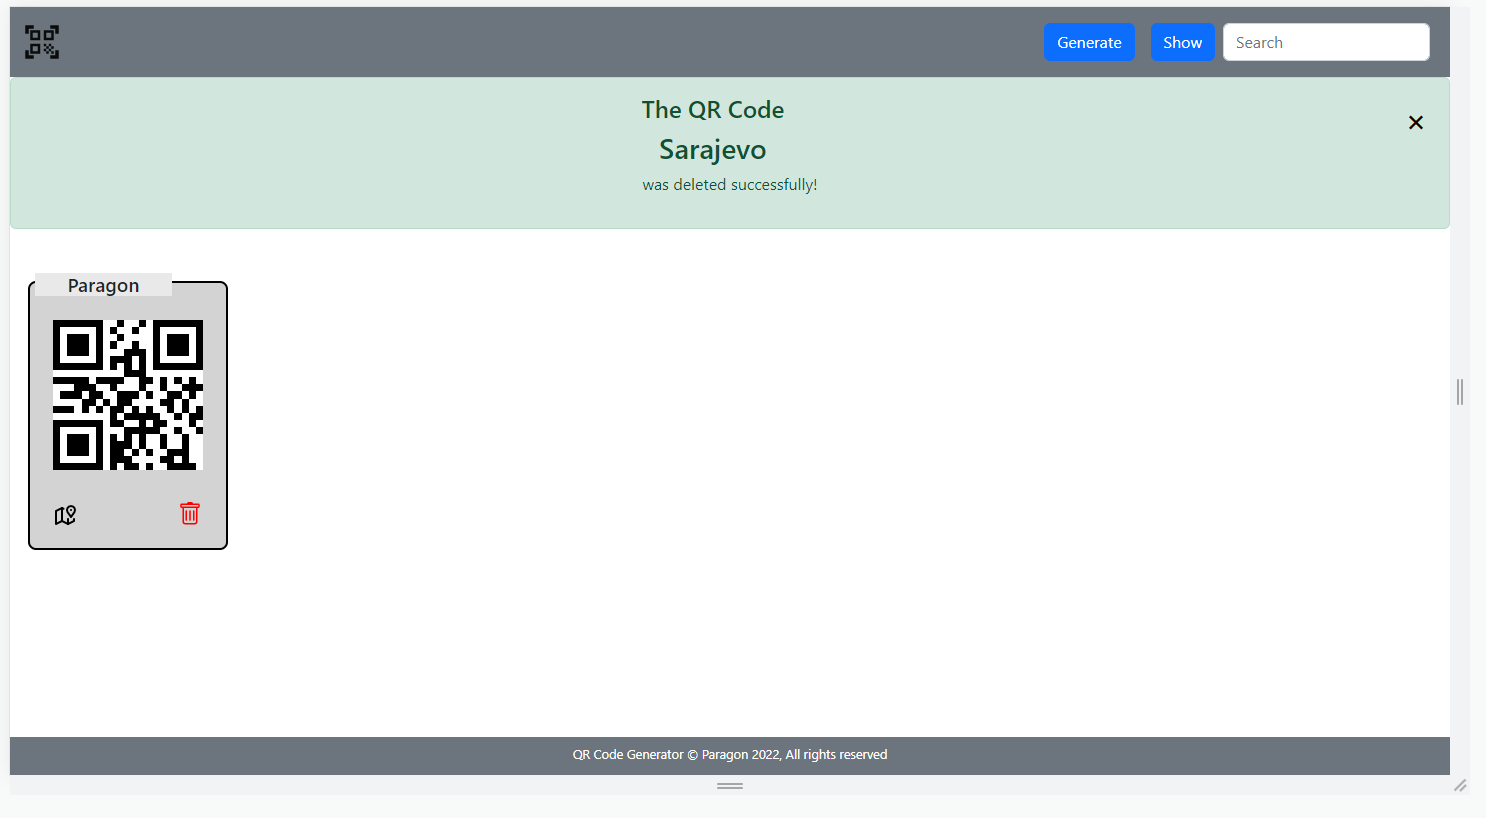 Generate
Show
Search
The QR Code
Sarajevo
was deleted successfully!
Paragon
QR Code Generator © Paragon 2022, All rights reserved